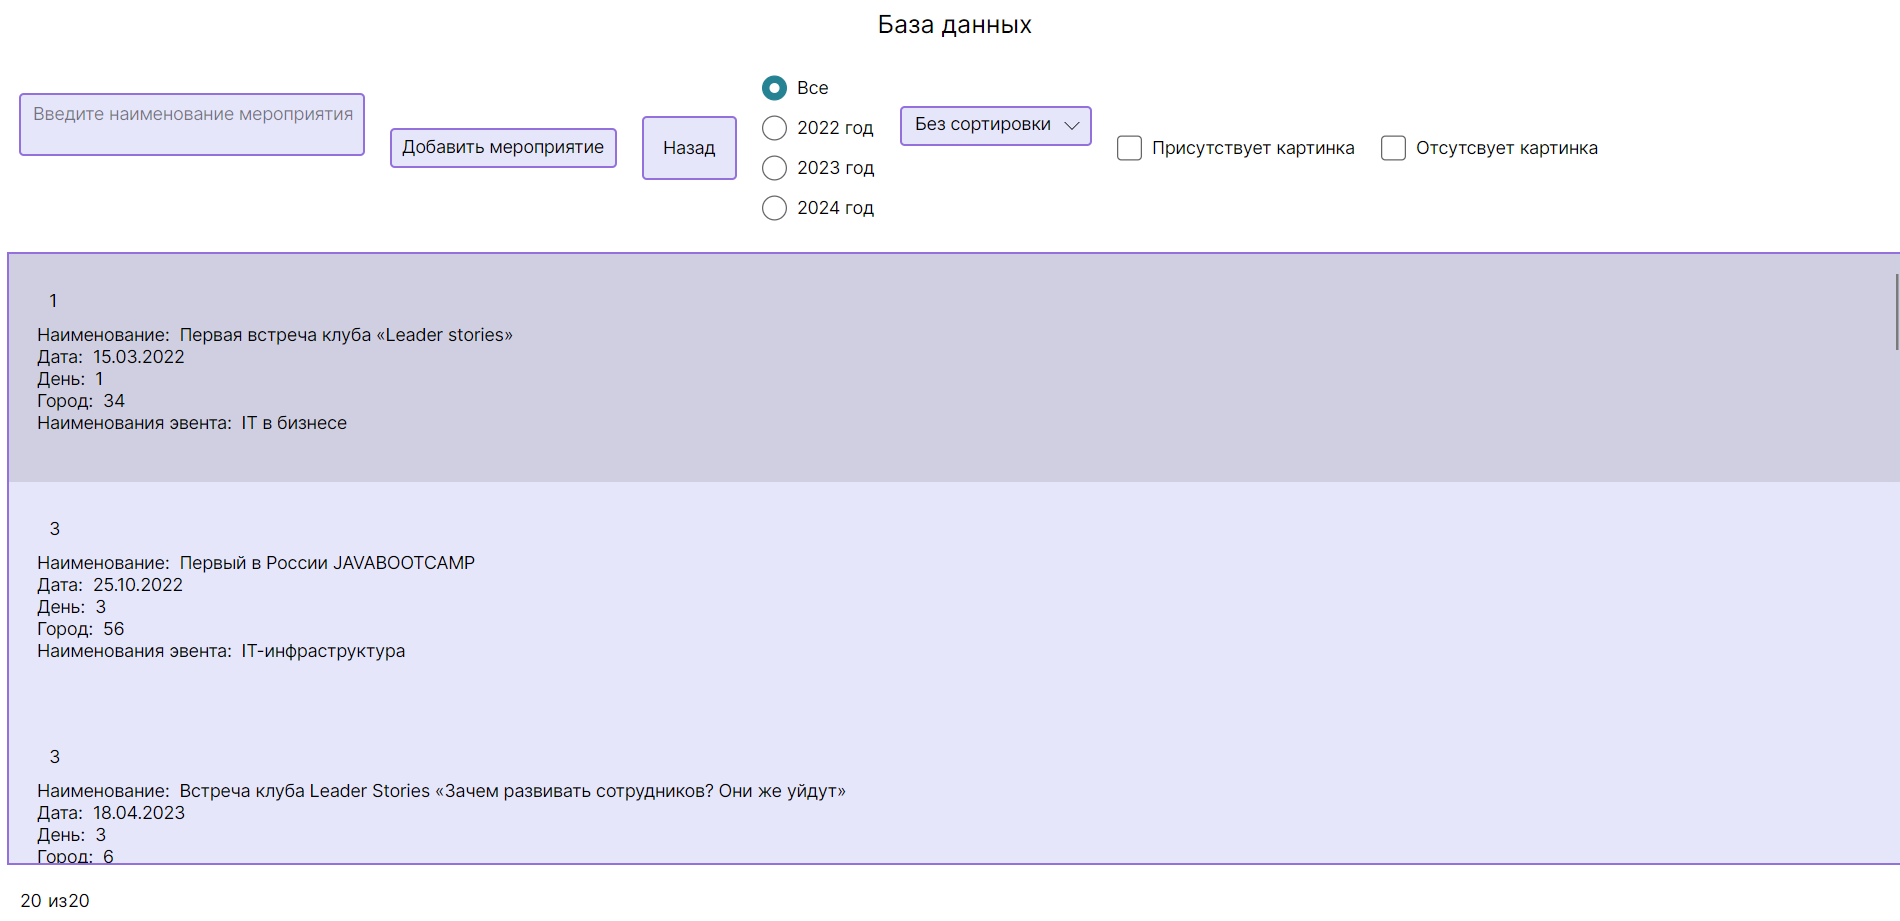 База данных
Введите наименование мероприятия
Добавить мероприятие
Назад
Все
2022 год
2023 год
2024 год
Без сортировки
Присутствует картинка
Отсутсвует картинка
1
Наименование: Первая встреча клуба «Leader stories»
Дата: 15.03.2022
День: 1
Город: 34
Наименования эвента: IT в бизнесе
3
Наименование: Первый в России JAVABOOTCAMP
Дата: 25.10.2022
День: 3
Город: 56
Наименования эвента: IT-инфраструктура
3
Наименование: Встреча клуба Leader Stories «Зачем развивать сотрудников? Они же уйдут»
Дата: 18.04.2023
День: 3
Город: 6
20 из20